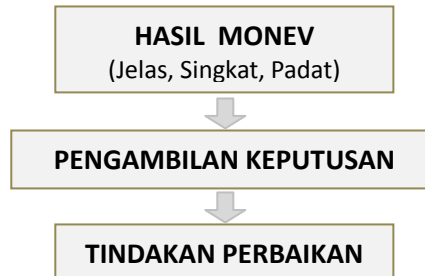 HASIL MONEV
(Jelas, Singkat, Padat)
PENGAMBILAN KEPUTUSAN
TINDAKAN PERBAIKAN